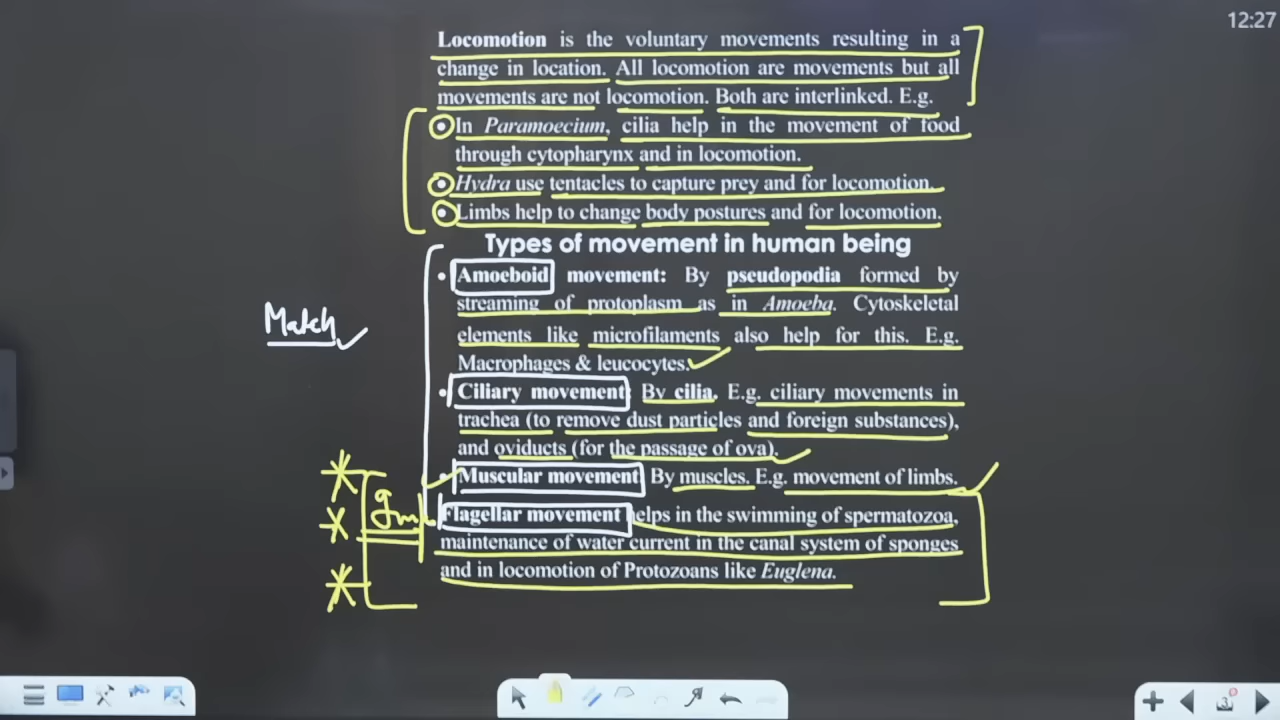 12:27
Locomotion is the voluntary movements resulting in a
change in location. All locomotion are movements but all
movements are not locomotion. Both are interlinked. E.g.
In Paramoecium, cilia help in the movement of food
through cytopharynx and in locomotion.
Hydra use tentacles to capture prey and for locomotion.
Limbs help to change body postures and for locomotion.
Types of movement in human being
• Amoeboid movement: By pseudopodia formed by
streaming of protoplasm as in Amoeba. Cytoskeletal
elements like microfilaments also help for this. E.g.
Macrophages & leucocytes.
Match
• Ciliary movement: By cilia. E.g. ciliary movements in
trachea (to remove dust particles and foreign substances),
and oviducts (for the passage of ova).
• Muscular movement By muscles. E.g. movement of limbs.
Flagellar movement helps in the swimming of spermatozoa,
maintenance of water current in the canal system of sponges
and in locomotion of Protozoans like Euglena.